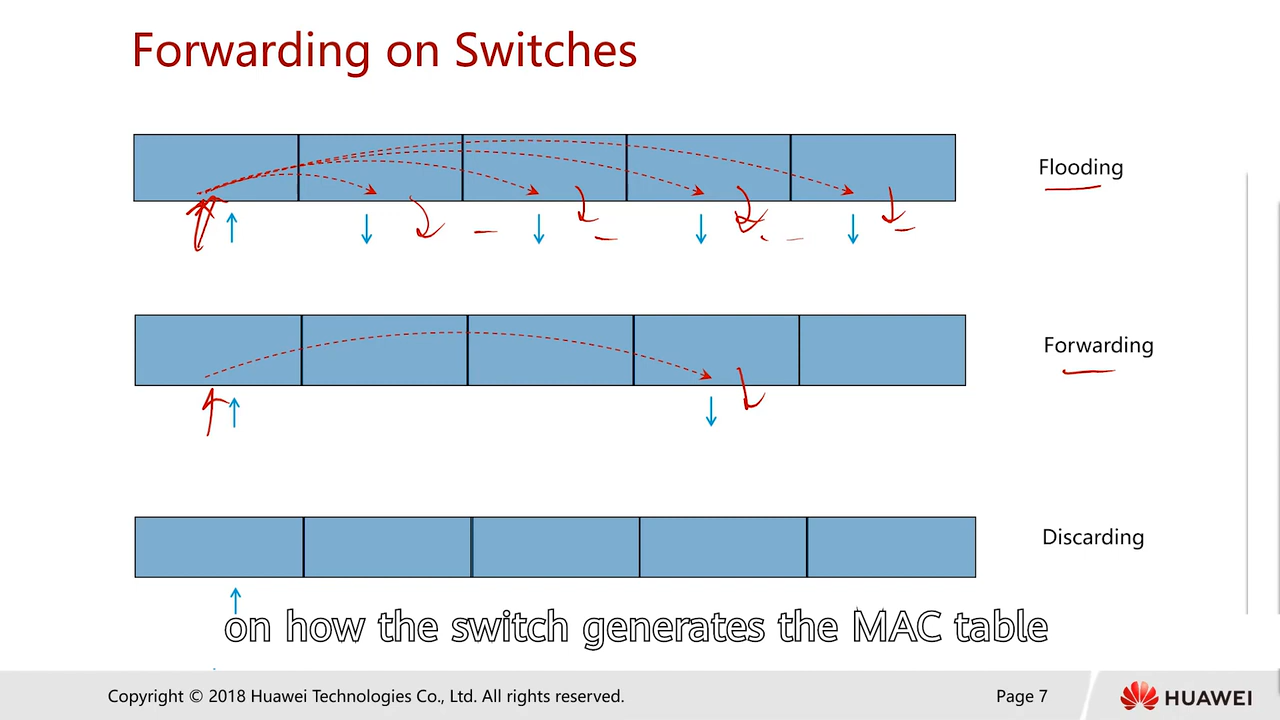 Forwarding on Switches
Flooding
Forwarding
Discarding
on how the switch generates the MAC table
Copyright © 2018 Huawei Technologies Co., Ltd. All rights reserved.
Page 7
HUAWEI